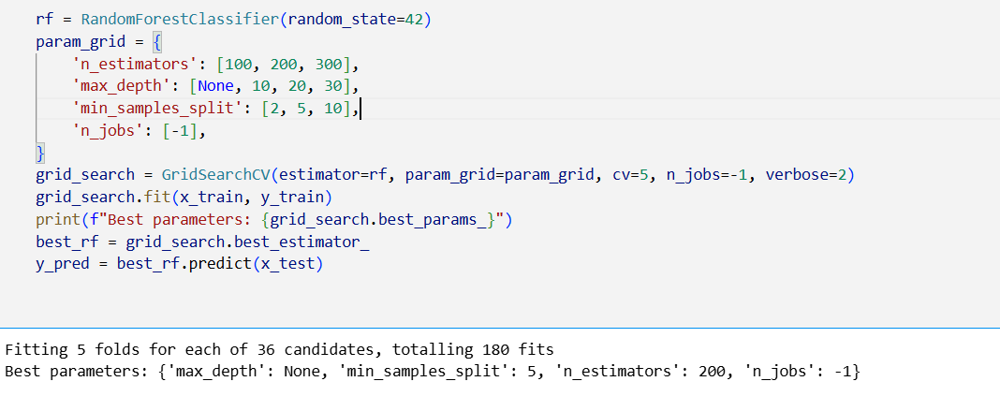 rf = RandomForestClassifier(random_state=42)
param_grid = {
    'n_estimators': [100, 200, 300],
    'max_depth': [None, 10, 20, 30],
    'min_samples_split': [2, 5, 10],
    'n_jobs': [-1],
}
grid_search = GridSearchCV(estimator=rf, param_grid=param_grid, cv=5, n_jobs=-1, verbose=2)
grid_search.fit(x_train, y_train)
print(f"Best parameters: {grid_search.best_params_}")
best_rf = grid_search.best_estimator_
y_pred = best_rf.predict(x_test)
Fitting 5 folds for each of 36 candidates, totalling 180 fits
Best parameters: {'max_depth': None, 'min_samples_split': 5, 'n_estimators': 200, 'n_jobs': -1}